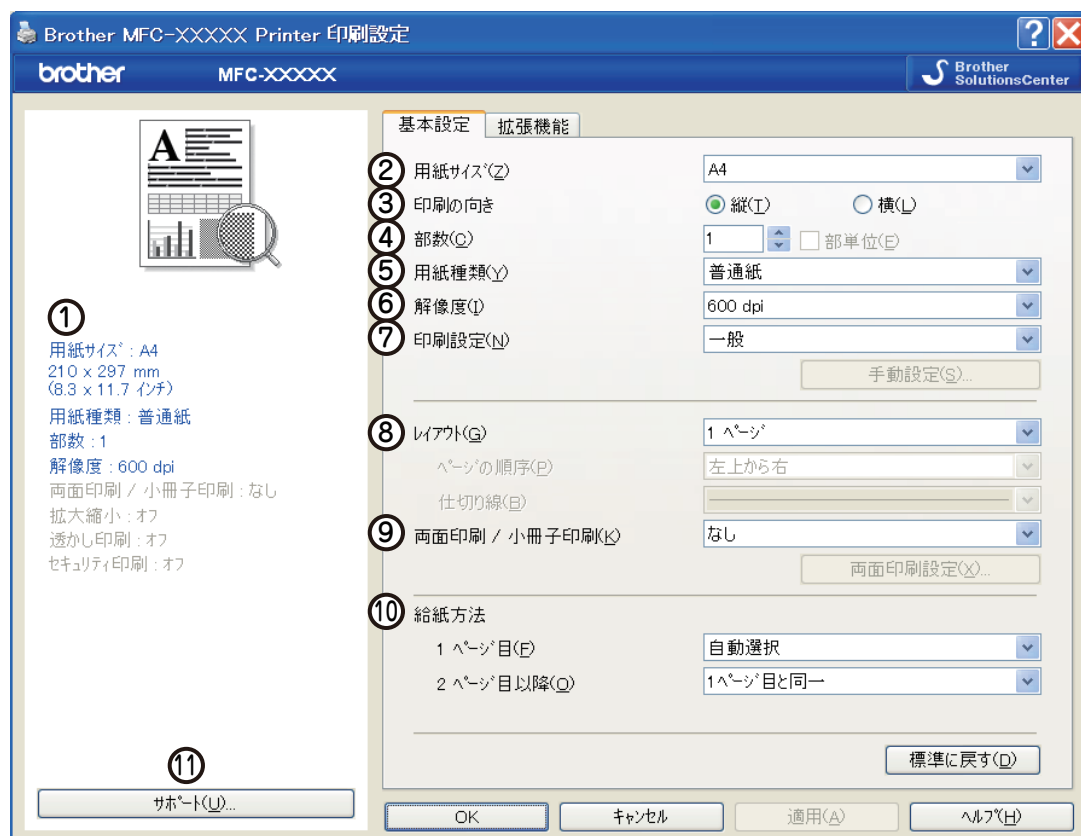 Brother MFC-XXXXX Printer 印刷設定
brother MFC-XXXXX Brother SolutionsCenter
A
①
用紙ｻｲｽﾞ : A4
210 x 297 mm
(8.3 x 11.7 ｲﾝﾁ)
用紙種類 : 普通紙
部数 : 1
解像度 : 600 dpi
両面印刷 / 小冊子印刷 : なし
拡大縮小 : ｵﾌ
透かし印刷 : ｵﾌ
ｾｷｭﾘﾃｨ印刷 : ｵﾌ
⑪
ｻﾎﾟｰﾄ(U)...
基本設定 拡張機能
② 用紙ｻｲｽﾞ(Z) A4
③ 印刷の向き 縦(T) 横(L)
④ 部数(C) 1 部単位(E)
⑤ 用紙種類(Y) 普通紙
⑥ 解像度(I) 600 dpi
⑦ 印刷設定(N) 一般
手動設定(S)...
⑧ ﾚｲｱｳﾄ(G) 1 ﾍﾟｰｼﾞ
ﾍﾟｰｼﾞの順序(P) 左上から右
仕切り線(B)
⑨ 両面印刷 / 小冊子印刷(K) なし
両面印刷設定(X)...
⑩ 給紙方法
1 ﾍﾟｰｼﾞ目(F) 自動選択
2 ﾍﾟｰｼﾞ目以降(O) 1ﾍﾟｰｼﾞ目と同一
標準に戻す(D)
OK ｷｬﾝｾﾙ 適用(A) ﾍﾙﾌﾟ(H)